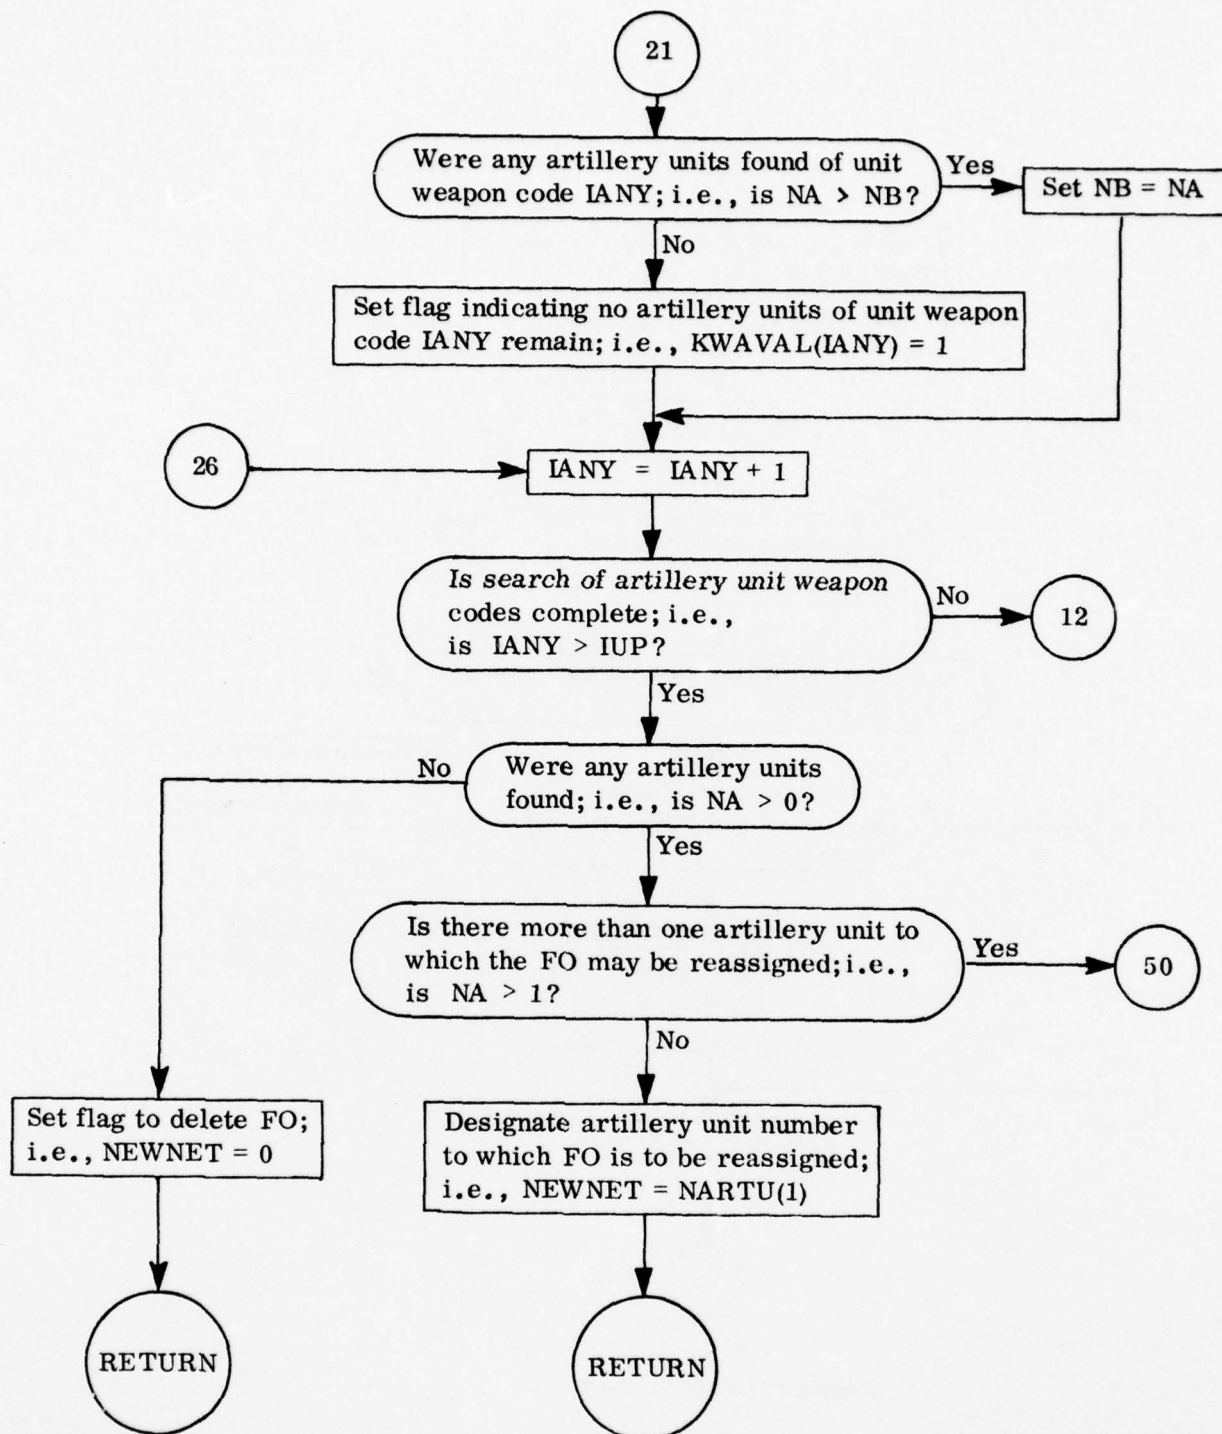 21
Were any artillery units found of unit
weapon code IANY; i.e., is NA > NB?
Yes
Set NB = NA
No
Set flag indicating no artillery units of unit weapon
code IANY remain; i.e., KWAVAL(IANY) = 1
26
IANY = IANY + 1
Is search of artillery unit weapon
codes complete; i.e.,
is IANY > IUP?
No
12
Yes
No
Were any artillery units
found; i.e., is NA > 0?
Yes
Is there more than one artillery unit to
which the FO may be reassigned; i.e.,
is NA > 1?
Yes
50
No
Set flag to delete FO;
i.e., NEWNET = 0
Designate artillery unit number
to which FO is to be reassigned;
i.e., NEWNET = NARTU(1)
RETURN
RETURN